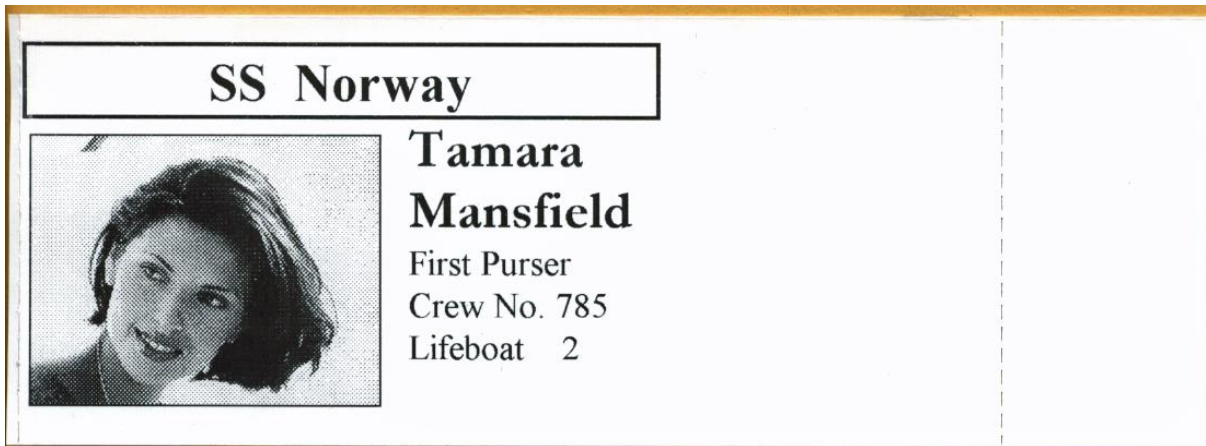 SS Norway
Tamara
Mansfield
First Purser
Crew No. 785
Lifeboat 2